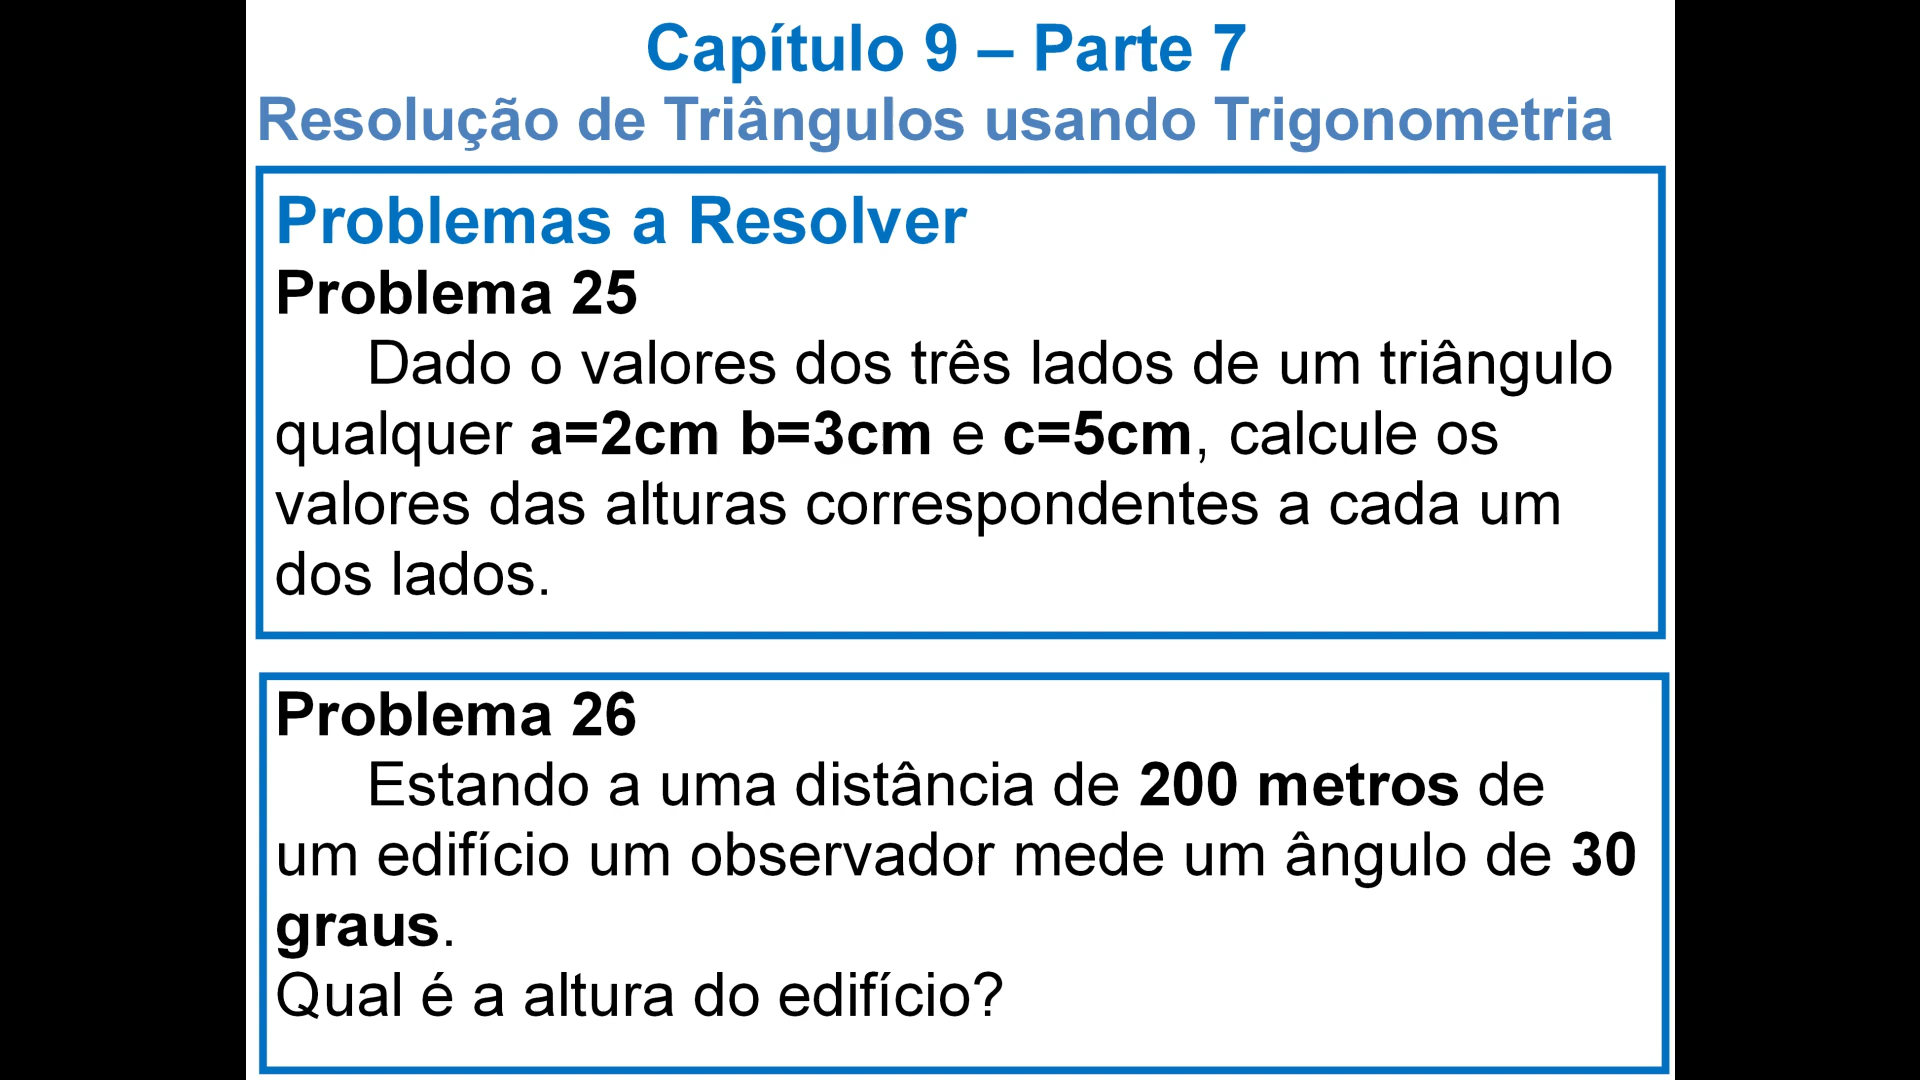 Capítulo 9 – Parte 7
Resolução de Triângulos usando Trigonometria
Problemas a Resolver
Problema 25
Dado o valores dos três lados de um triângulo
qualquer a=2cm b=3cm e c=5cm, calcule os
valores das alturas correspondentes a cada um
dos lados.
Problema 26
Estando a uma distância de 200 metros de
um edifício um observador mede um ângulo de 30
graus.
Qual é a altura do edifício?